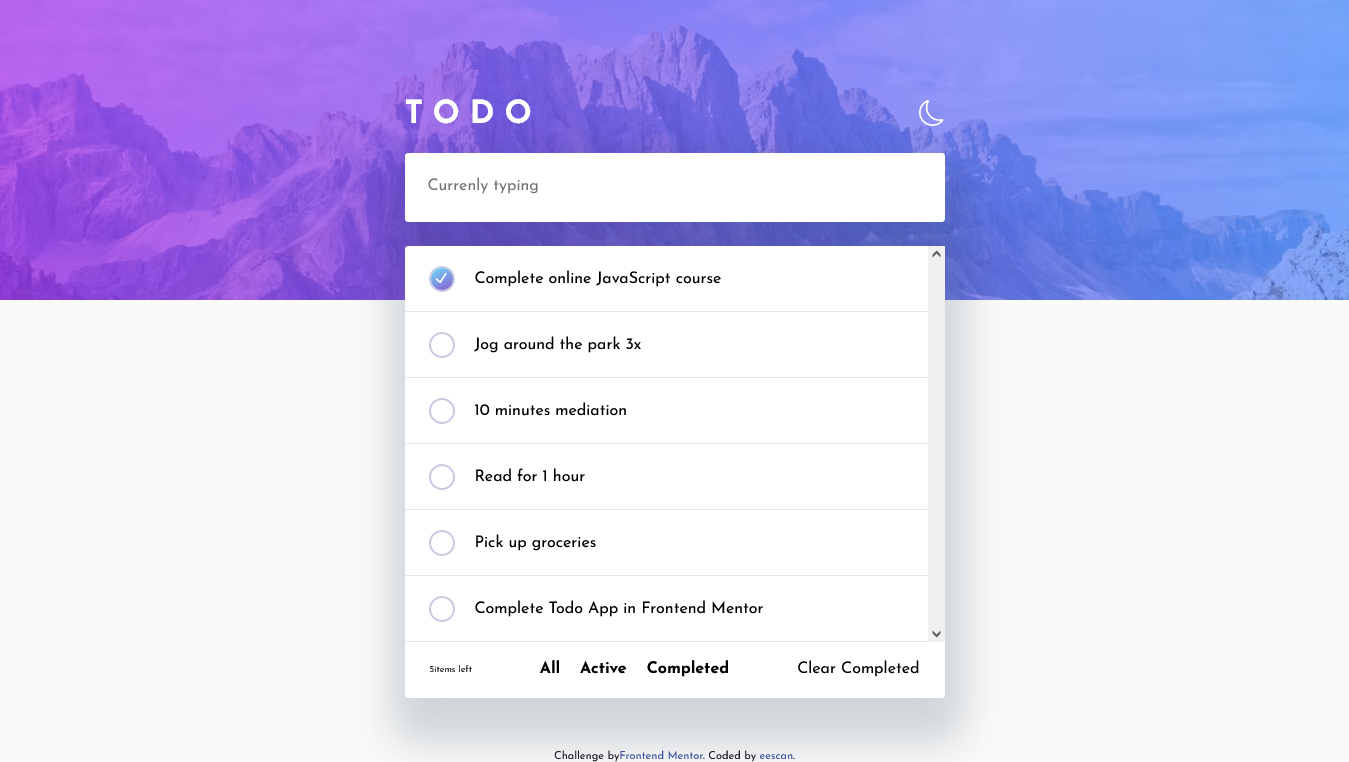 TODO
Currenly typing
Complete online JavaScript course
Jog around the park 3x
10 minutes mediation
Read for 1 hour
Pick up groceries
Complete Todo App in Frontend Mentor
5items left All Active Completed Clear Completed
Challenge byFrontend Mentor. Coded by eescan.